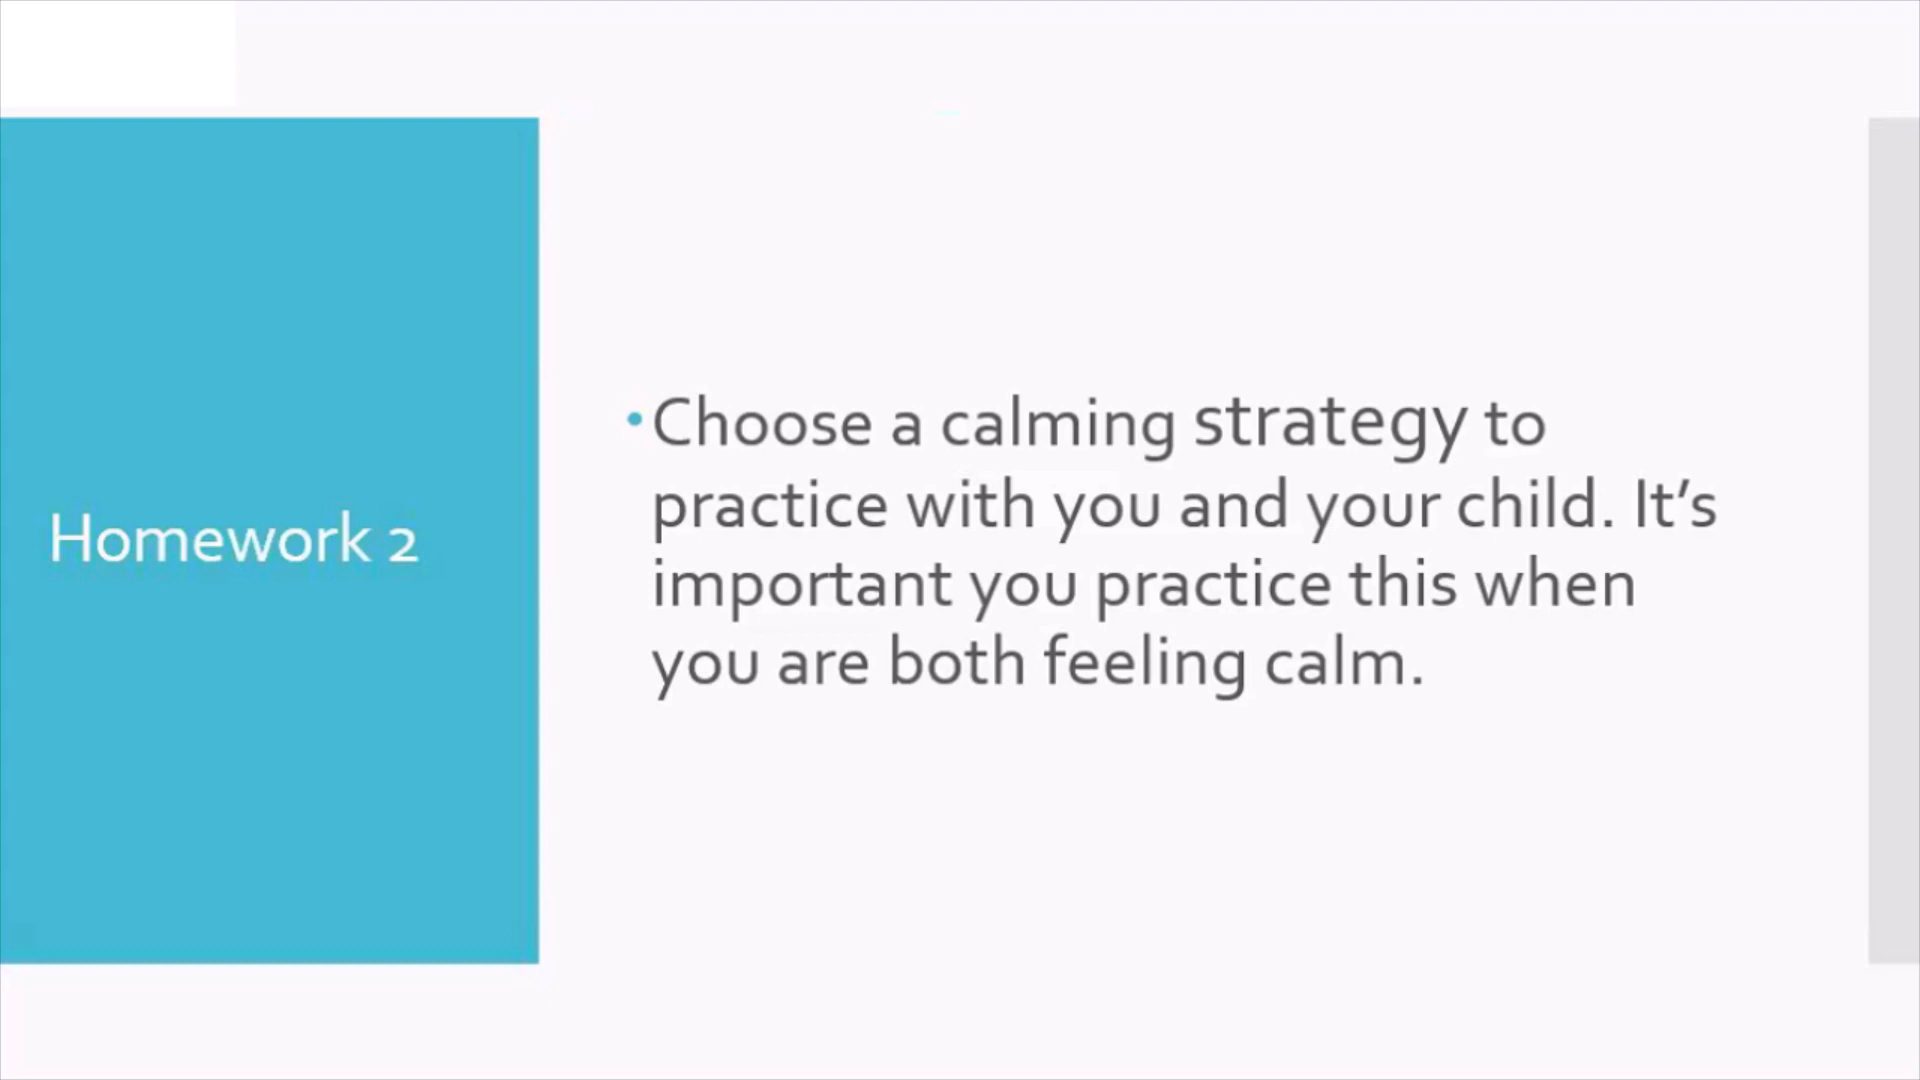 Homework 2
• Choose a calming strategy to
practice with you and your child. It’s
important you practice this when
you are both feeling calm.